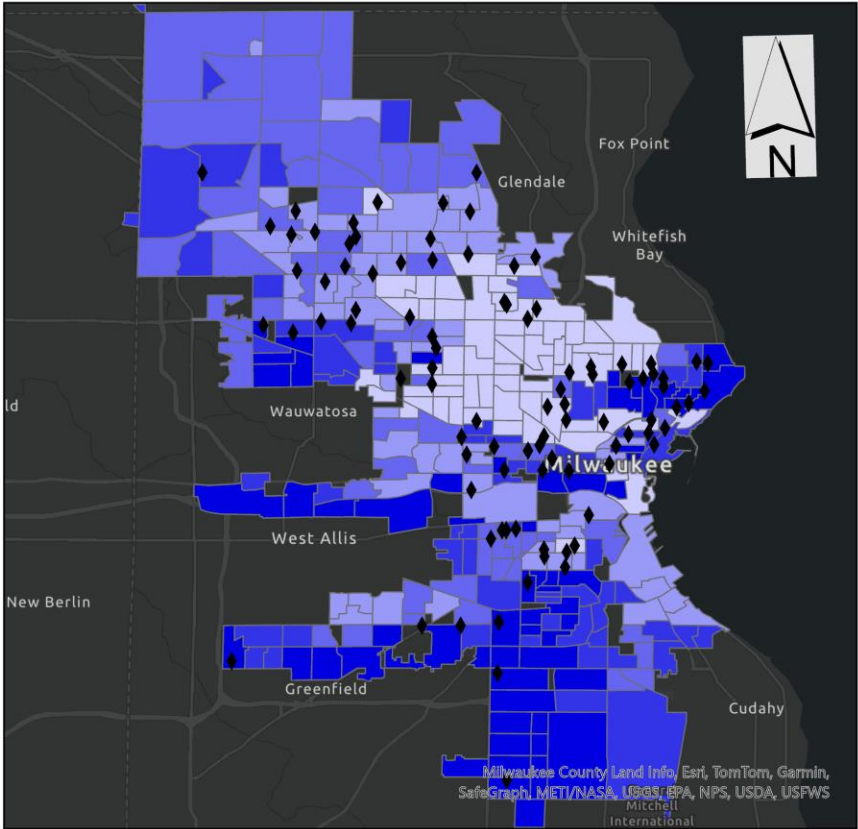 N
Fox Point
Glendale
Whitefish
Bay
ld
Wauwatosa
Milwaukee
West Allis
New Berlin
Greenfield
Cudahy
Milwaukee County Land Info, Esri, TomTom, Garmin,
SafeGraph, METI/NASA, USGS, EPA, NPS, USDA, USFWS
Mitchell
International